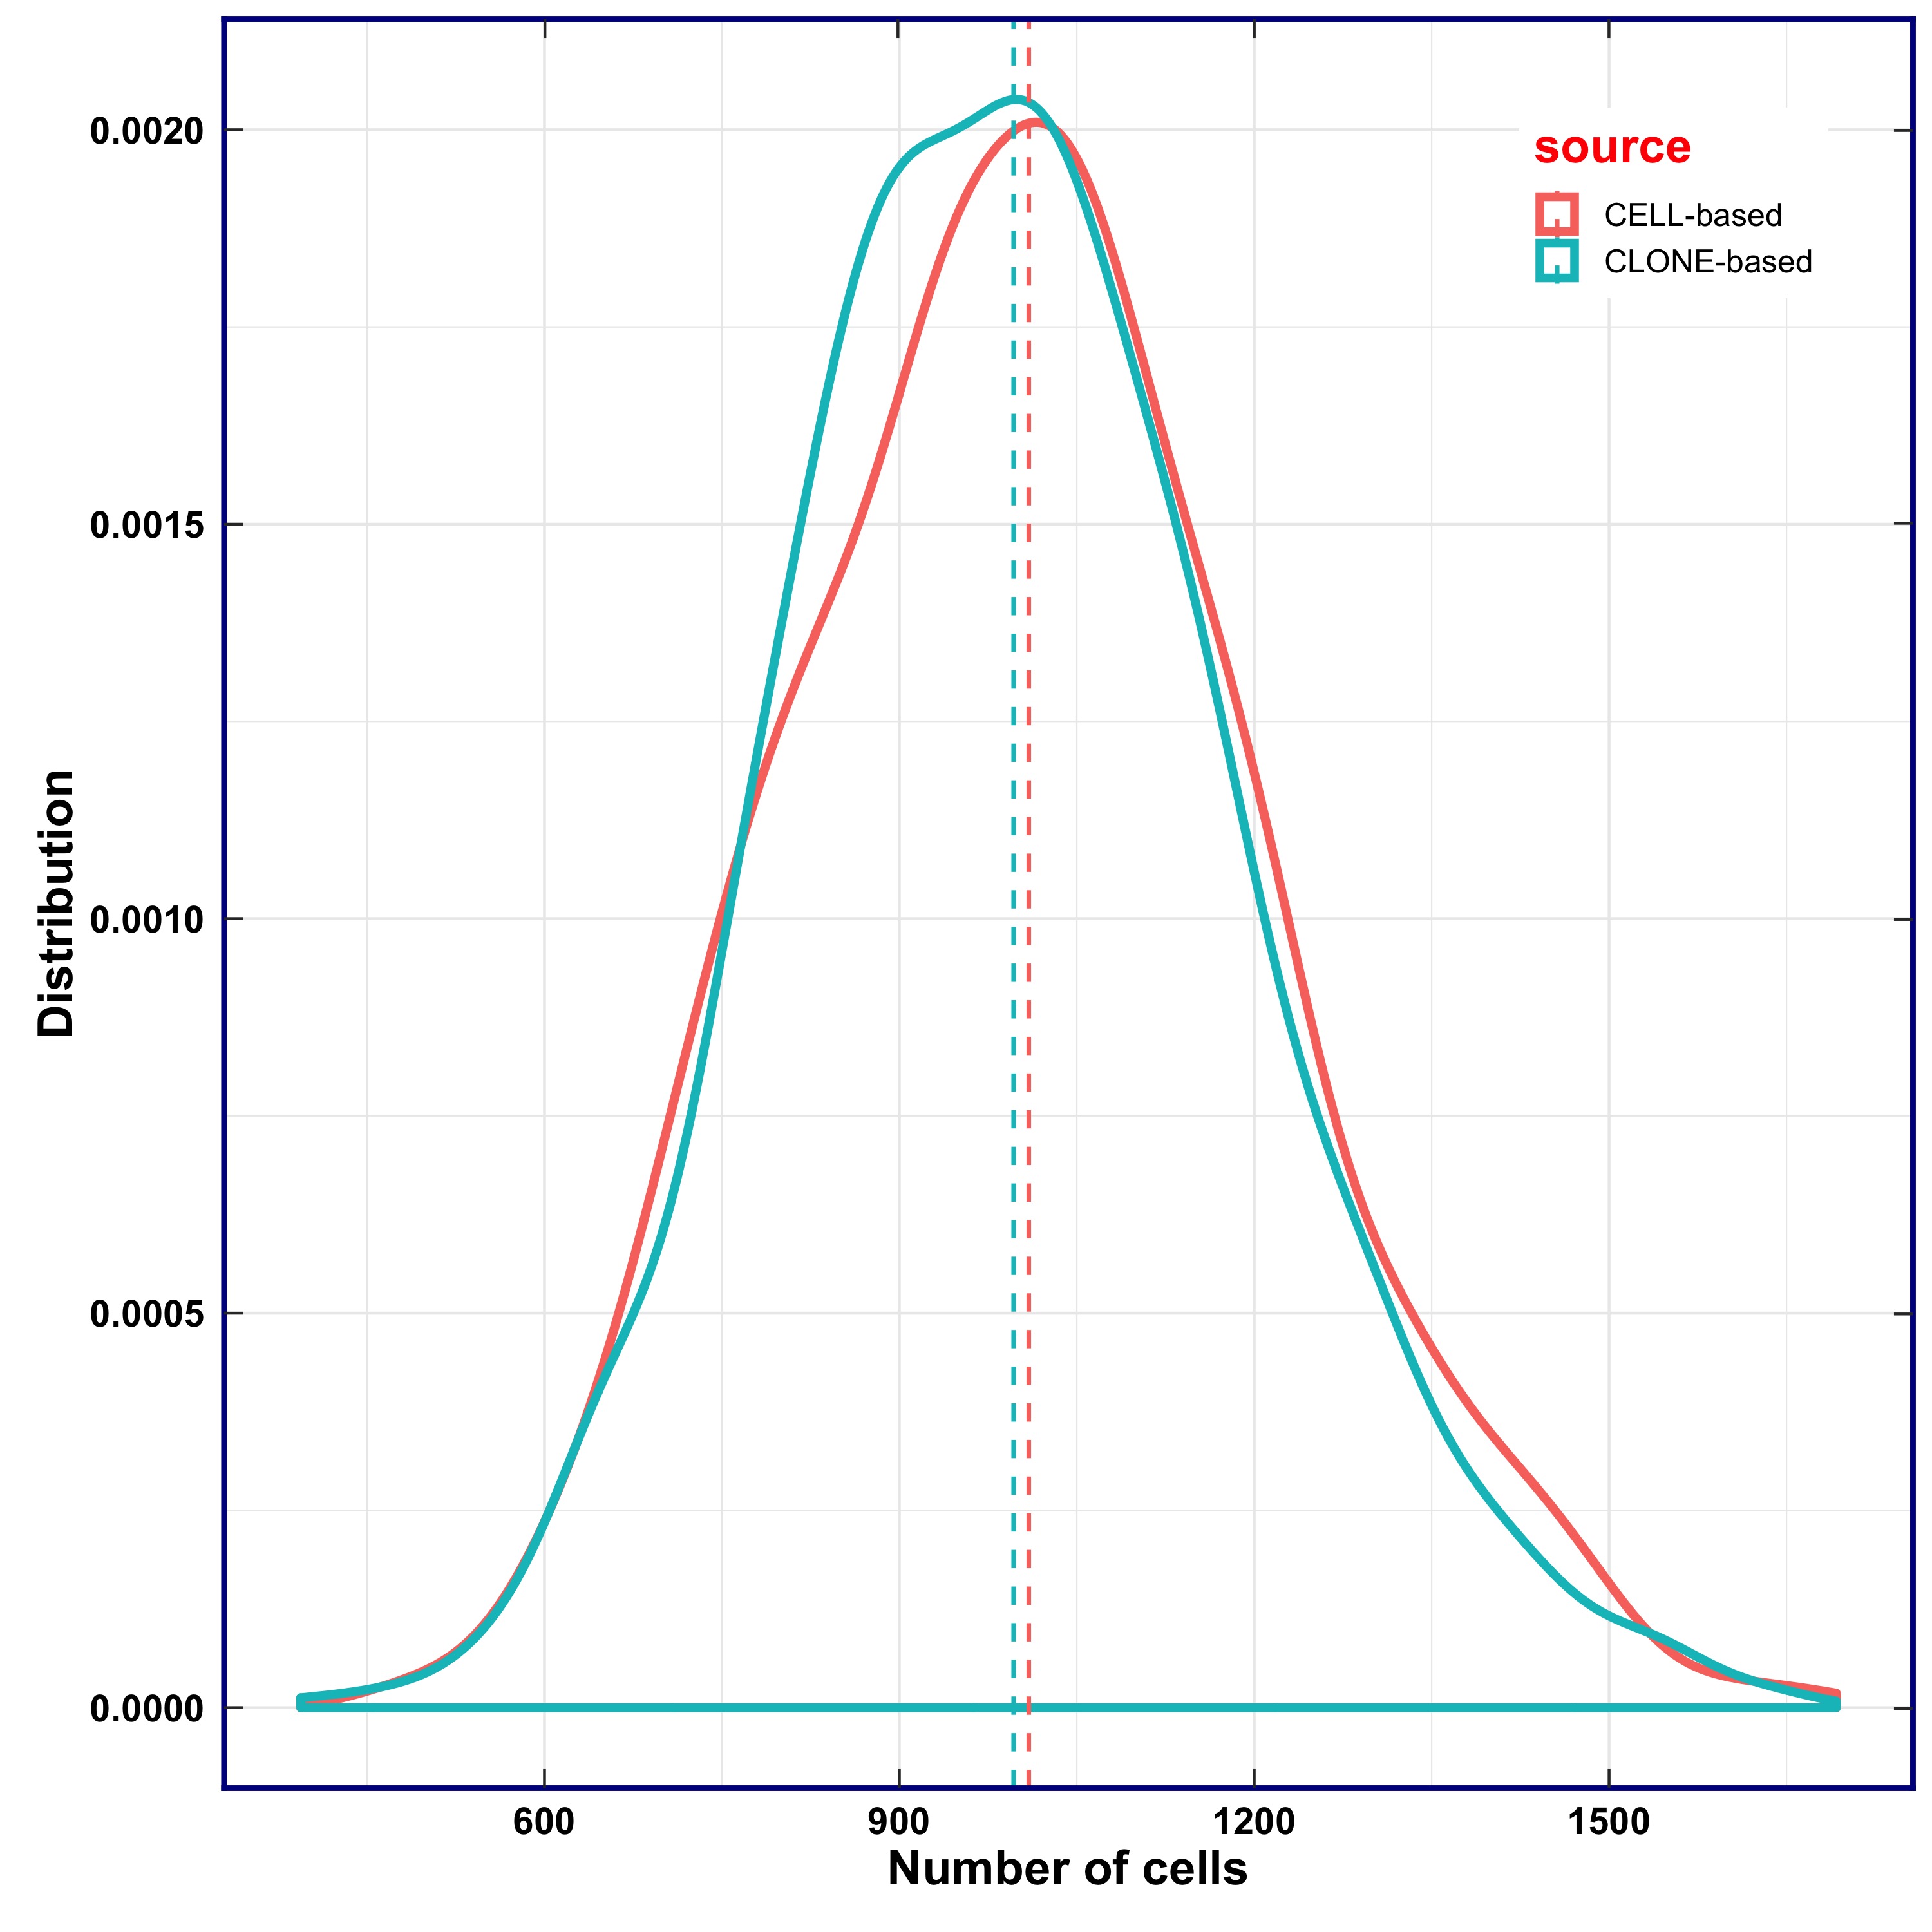 0.0020
0.0015
0.0010
0.0005
0.0000
Distribution
source
CELL-based
CLONE-based
600 900 1200 1500
Number of cells